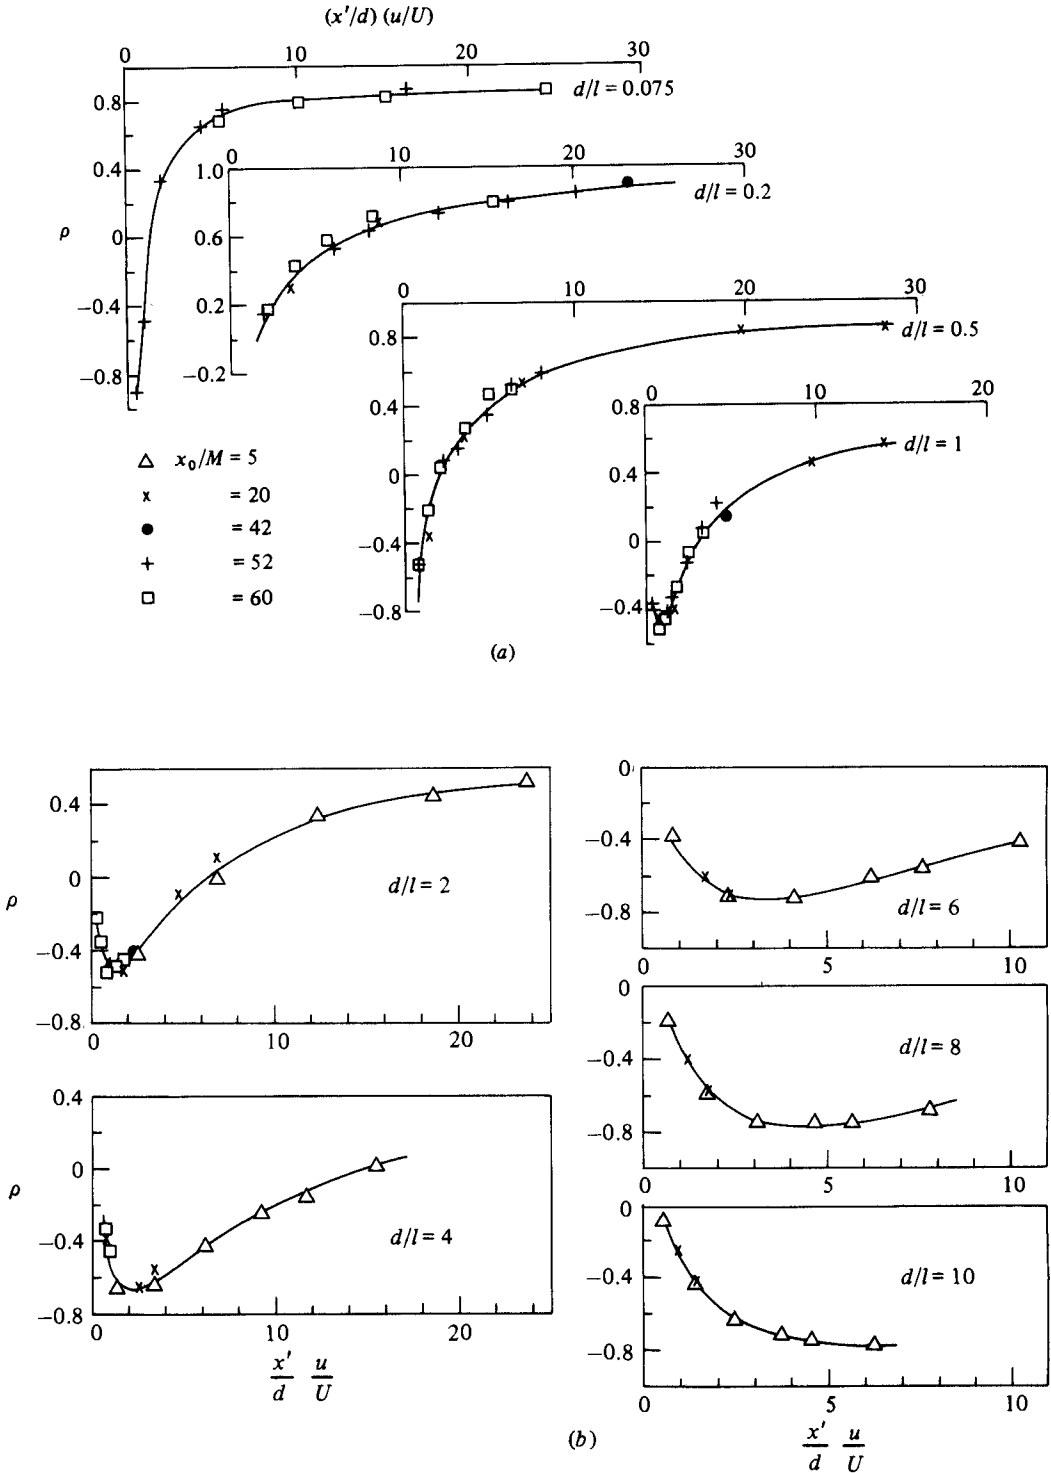 (x′/d) (u/U)
0 10 20 30
0.8
0.4
0
−0.4
−0.8
d/l = 0.075
ρ
0 10 20 30
1.0
0.6
0.2
−0.2
d/l = 0.2
0 10 20 30
0.8
0.4
0
−0.4
−0.8
d/l = 0.5
0 10 20
0.8
0.4
0
−0.4
d/l = 1
x₀/M = 5
= 20
= 42
= 52
= 60
(a)
0.4
0
−0.4
−0.8
ρ
d/l = 2
0 10 20
0.4
0
−0.4
−0.8
ρ
d/l = 4
0 10 20
x′ u
d U
0
−0.4
−0.8
d/l = 6
0 5 10
0
−0.4
−0.8
d/l = 8
0 5 10
0
−0.4
−0.8
d/l = 10
0 5 10
x′ u
d U
(b)